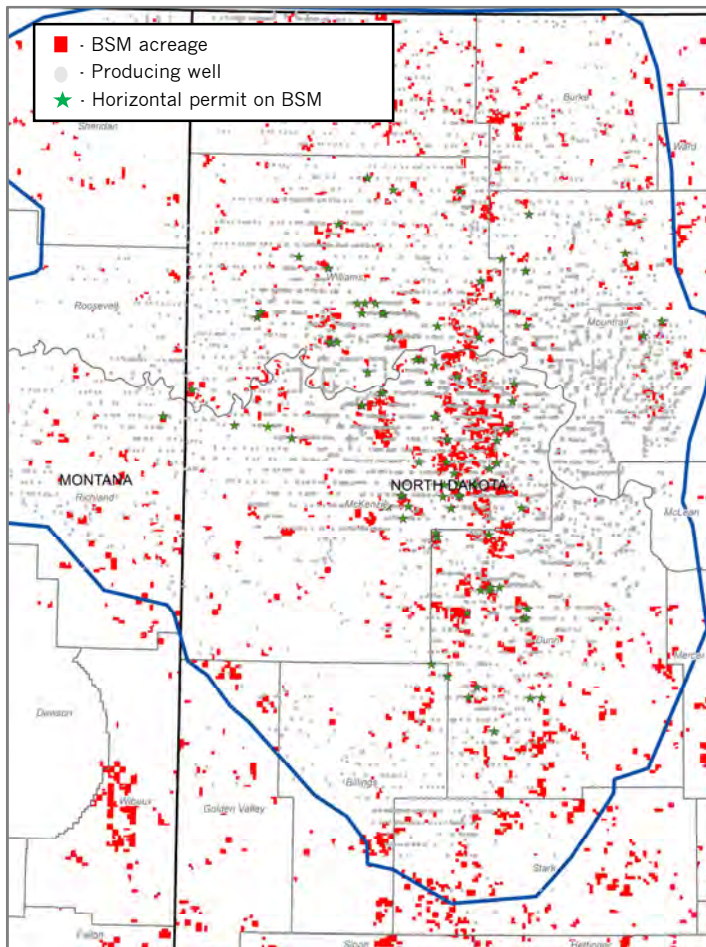 · BSM acreage
· Producing well
· Horizontal permit on BSM
Sheridan
Burke
Ward
Williams
Roosevelt
Mountrail
MONTANA
NORTH DAKOTA
Richland
McKenzie
McLean
Dunn
Mercer
Dawson
Wibaux
Golden Valley
Billings
Stark
Fallon
Slope
Hettinger